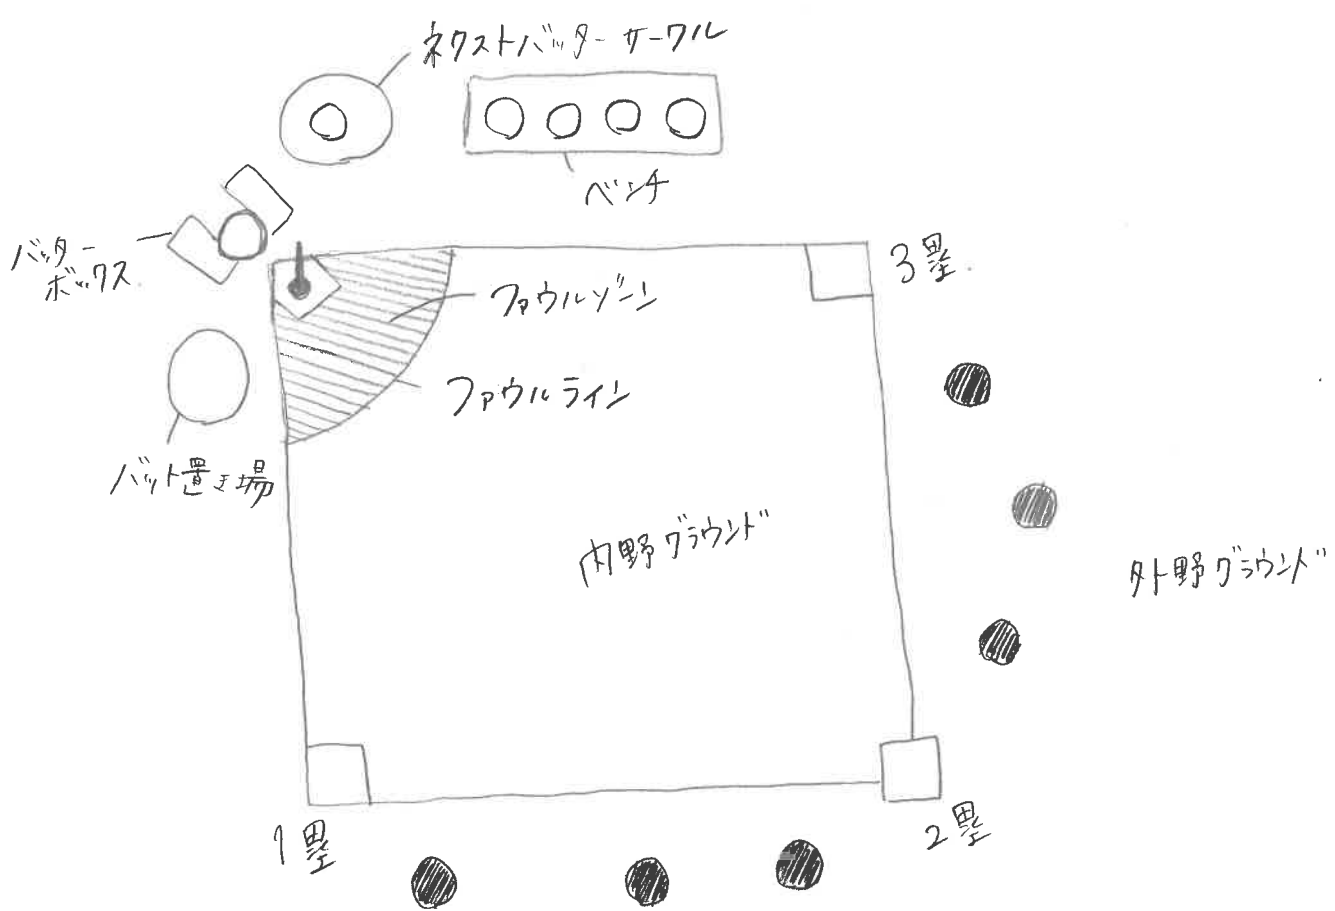 ネクストバッターサークル
ベンチ
バッター
ボックス
3塁
ファウルゾーン
ファウルライン
バット置き場
内野グラウンド
外野グラウンド
1塁
2塁